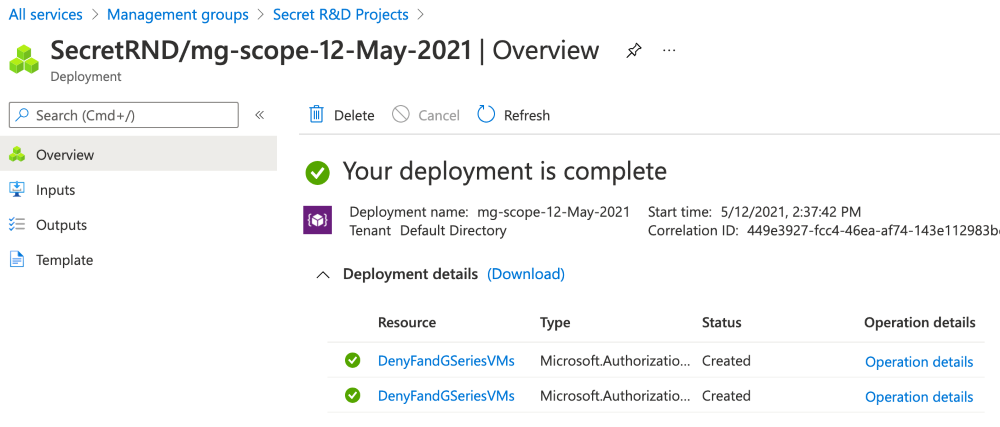 All services > Management groups > Secret R&D Projects >
SecretRND/mg-scope-12-May-2021 | Overview ...
Deployment
Search (Cmd+/) «
Delete Cancel Refresh
Overview
Inputs
Outputs
Template
Your deployment is complete
Deployment name: mg-scope-12-May-2021 Start time: 5/12/2021, 2:37:42 PM
Tenant Default Directory Correlation ID: 449e3927-fcc4-46ea-af74-143e112983b
Deployment details (Download)
Resource Type Status Operation details
DenyFandGSeriesVMs Microsoft.Authorizatio... Created Operation details
DenyFandGSeriesVMs Microsoft.Authorizatio... Created Operation details